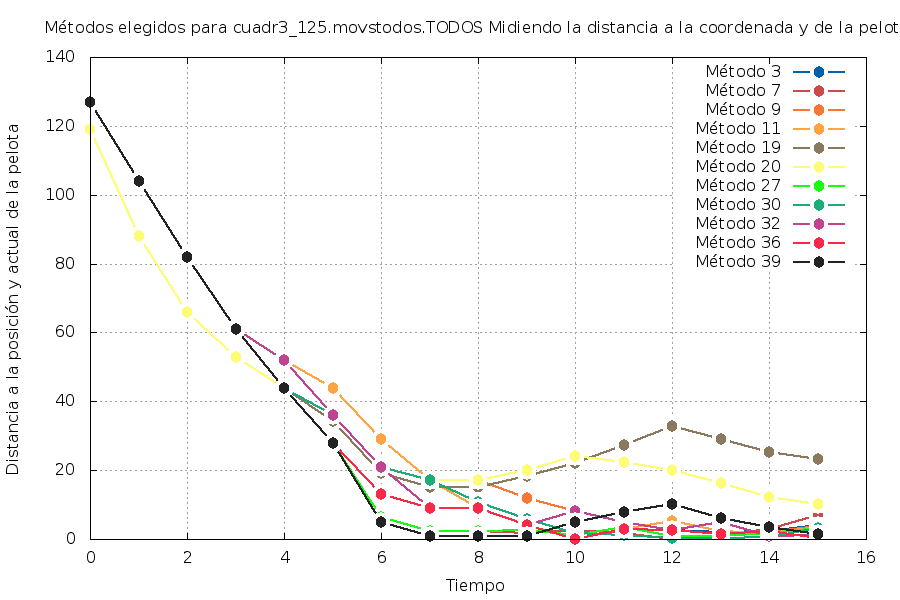 Métodos elegidos para cuadr3_125.movstodos.TODOS Midiendo la distancia a la coordenada y de la pelot
Distancia a la posición y actual de la pelota
140
120
100
80
60
40
20
0
Método 3
Método 7
Método 9
Método 11
Método 19
Método 20
Método 27
Método 30
Método 32
Método 36
Método 39
0 2 4 6 8 10 12 14 16
Tiempo